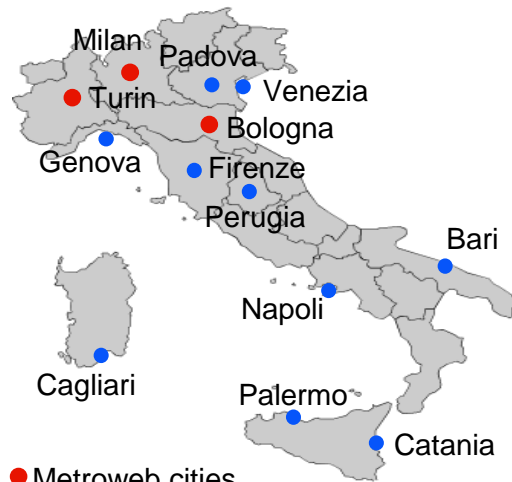 Milan
Padova
Turin
Venezia
Bologna
Genova
Firenze
Perugia
Bari
Napoli
Cagliari
Palermo
Catania
Metroweb cities